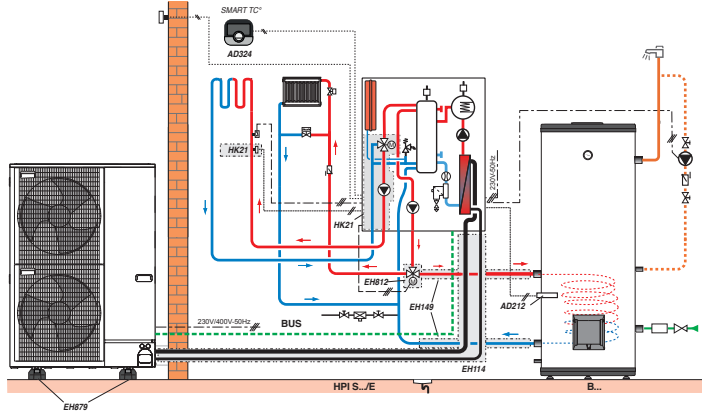 SMART TC°
AD324
HK21
230V-50Hz
HK21
EH812
M
M
EH149
AD212
230V/400V-50Hz
BUS
EH114
HPI S.../E
B...
EH879